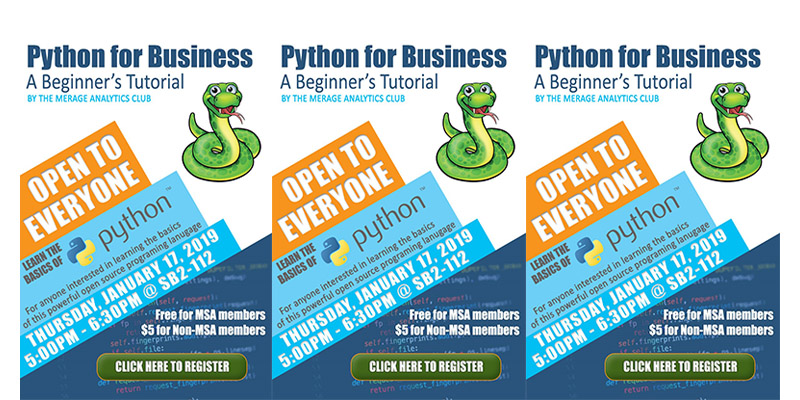 Python for Business
A Beginner's Tutorial
BY THE MERAGE ANALYTICS CLUB
OPEN TO
EVERYONE
LEARN THE
BASICS OF
python™
For anyone interested in learning the basics
of this powerful open source programing lanugage
THURSDAY, JANUARY 17, 2019
5:00PM - 6:30PM @ SB2-112
Free for MSA members
$5 for Non-MSA members
CLICK HERE TO REGISTER
Python for Business
A Beginner's Tutorial
BY THE MERAGE ANALYTICS CLUB
OPEN TO
EVERYONE
LEARN THE
BASICS OF
python™
For anyone interested in learning the basics
of this powerful open source programing lanugage
THURSDAY, JANUARY 17, 2019
5:00PM - 6:30PM @ SB2-112
Free for MSA members
$5 for Non-MSA members
CLICK HERE TO REGISTER
Python for Business
A Beginner's Tutorial
BY THE MERAGE ANALYTICS CLUB
OPEN TO
EVERYONE
LEARN THE
BASICS OF
python™
For anyone interested in learning the basics
of this powerful open source programing lanugage
THURSDAY, JANUARY 17, 2019
5:00PM - 6:30PM @ SB2-112
Free for MSA members
$5 for Non-MSA members
CLICK HERE TO REGISTER